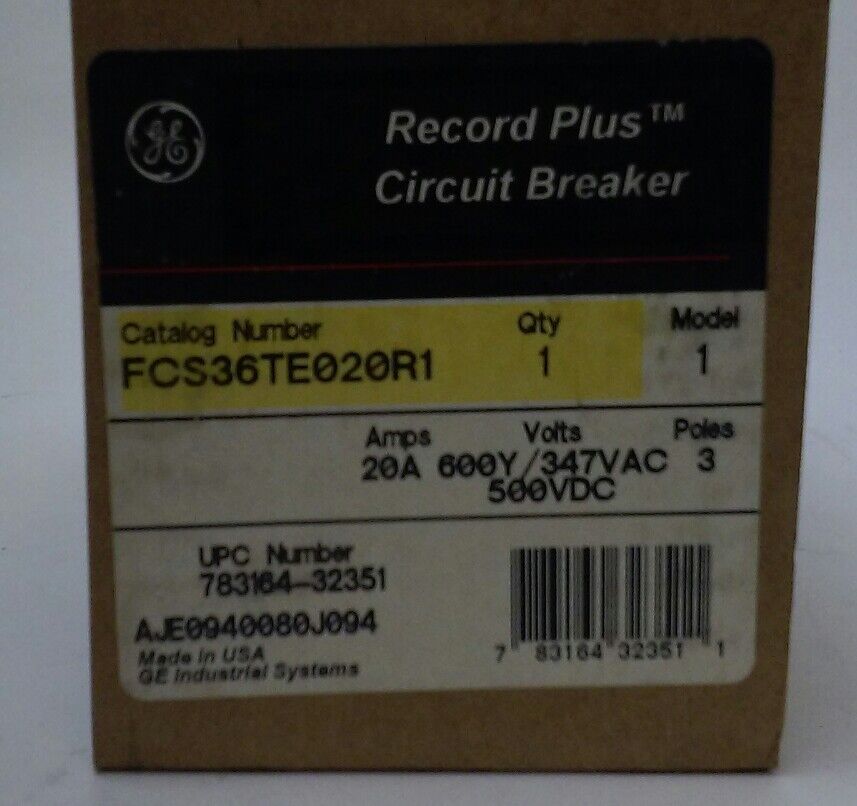 GE
Record Plus™
Circuit Breaker
Catalog Number Qty Model
FCS36TE020R1 1 1
Amps Volts Poles
20A 600Y/347VAC 3
500VDC
UPC Number
783164-32351
AJE0940080J094
Made in USA
GE Industrial Systems
7 83164 32351 1